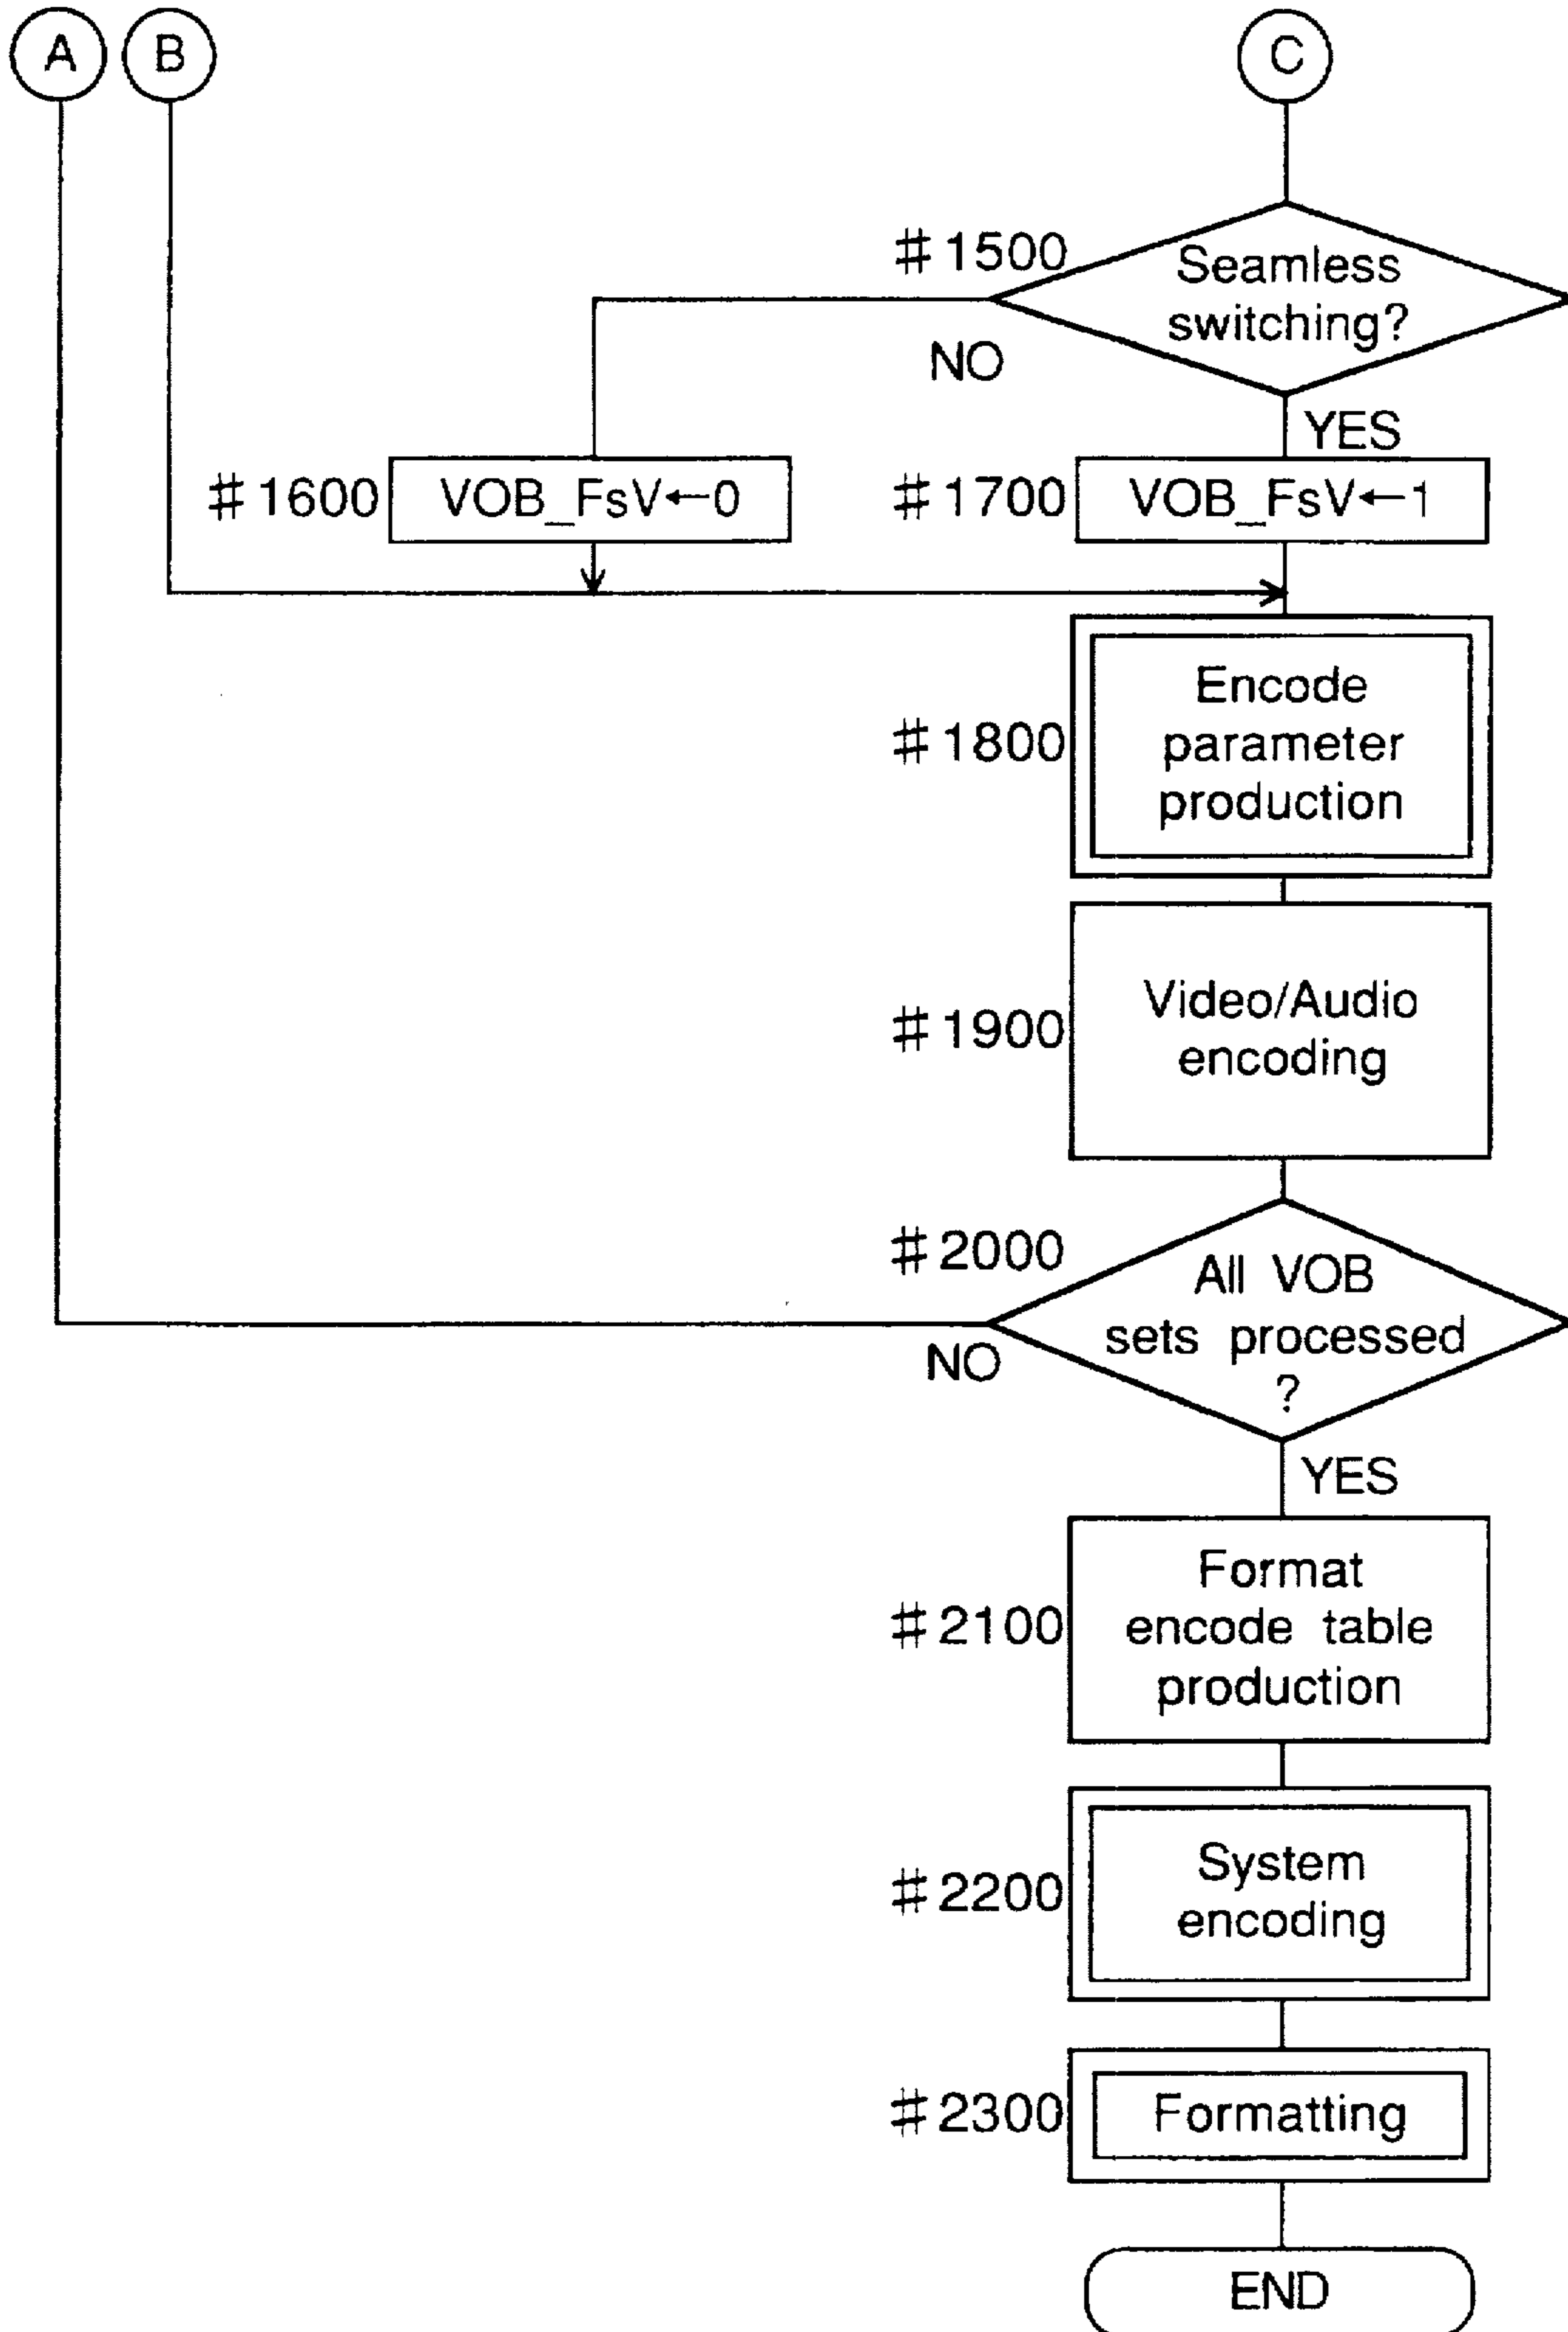 A B C
#1500 Seamless
switching?
NO
YES
#1600 VOB_FsV←0 #1700 VOB_FsV←1
Encode
#1800 parameter
production
Video/Audio
#1900 encoding
#2000 All VOB
sets processed
NO ?
YES
Format
#2100 encode table
production
System
#2200 encoding
#2300 Formatting
END